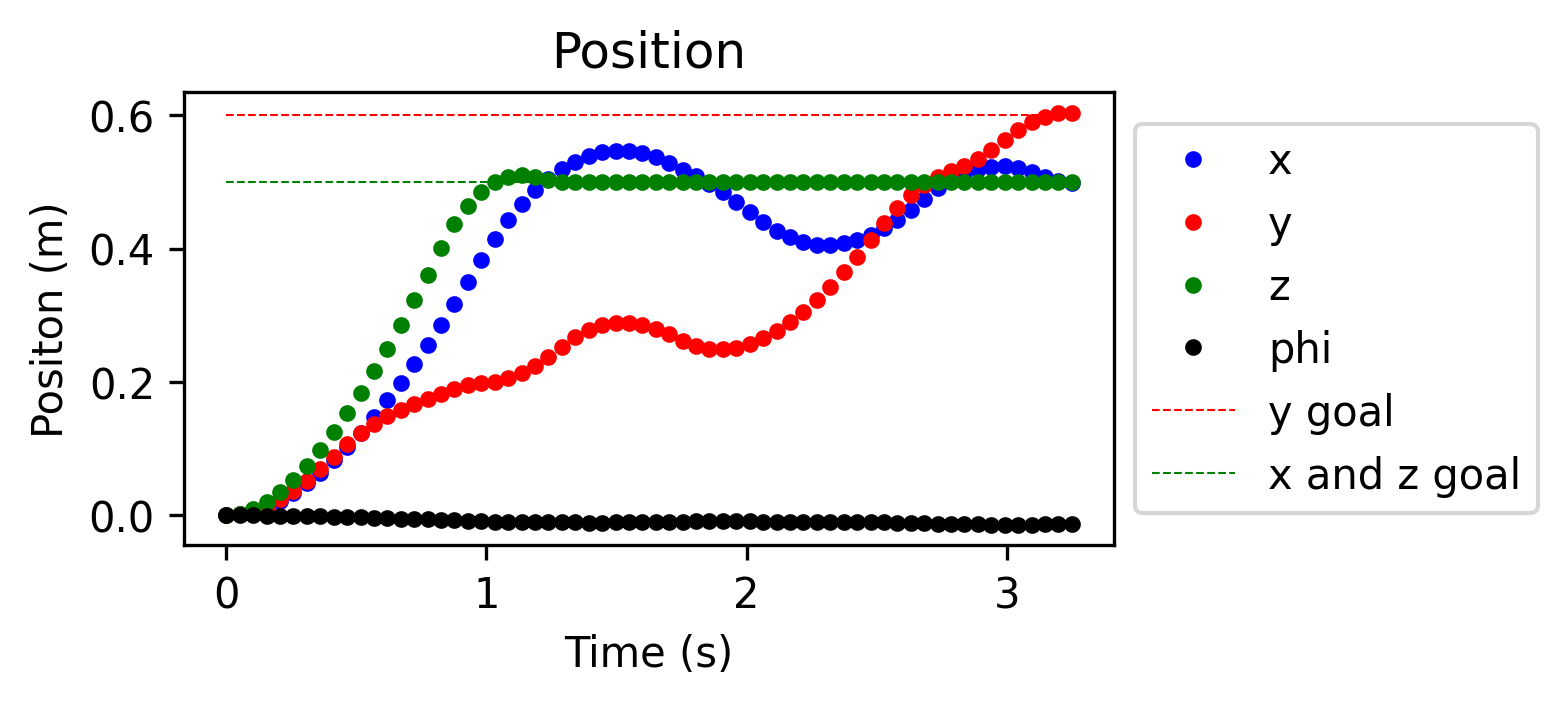 Position
0.6
0.4
0.2
0.0
Positon (m)
0
1
2
3
Time (s)
x
y
z
phi
y goal
x and z goal